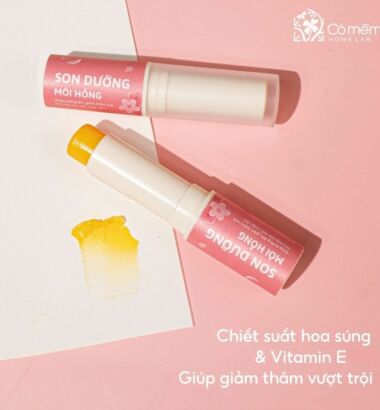 Cỏ mềm
HOME LAB
SON DƯỠNG
MÔI HỒNG
SON DƯỠNG
MÔI HỒNG
Chiết suất hoa súng
& Vitamin E
Giúp giảm thâm vượt trội